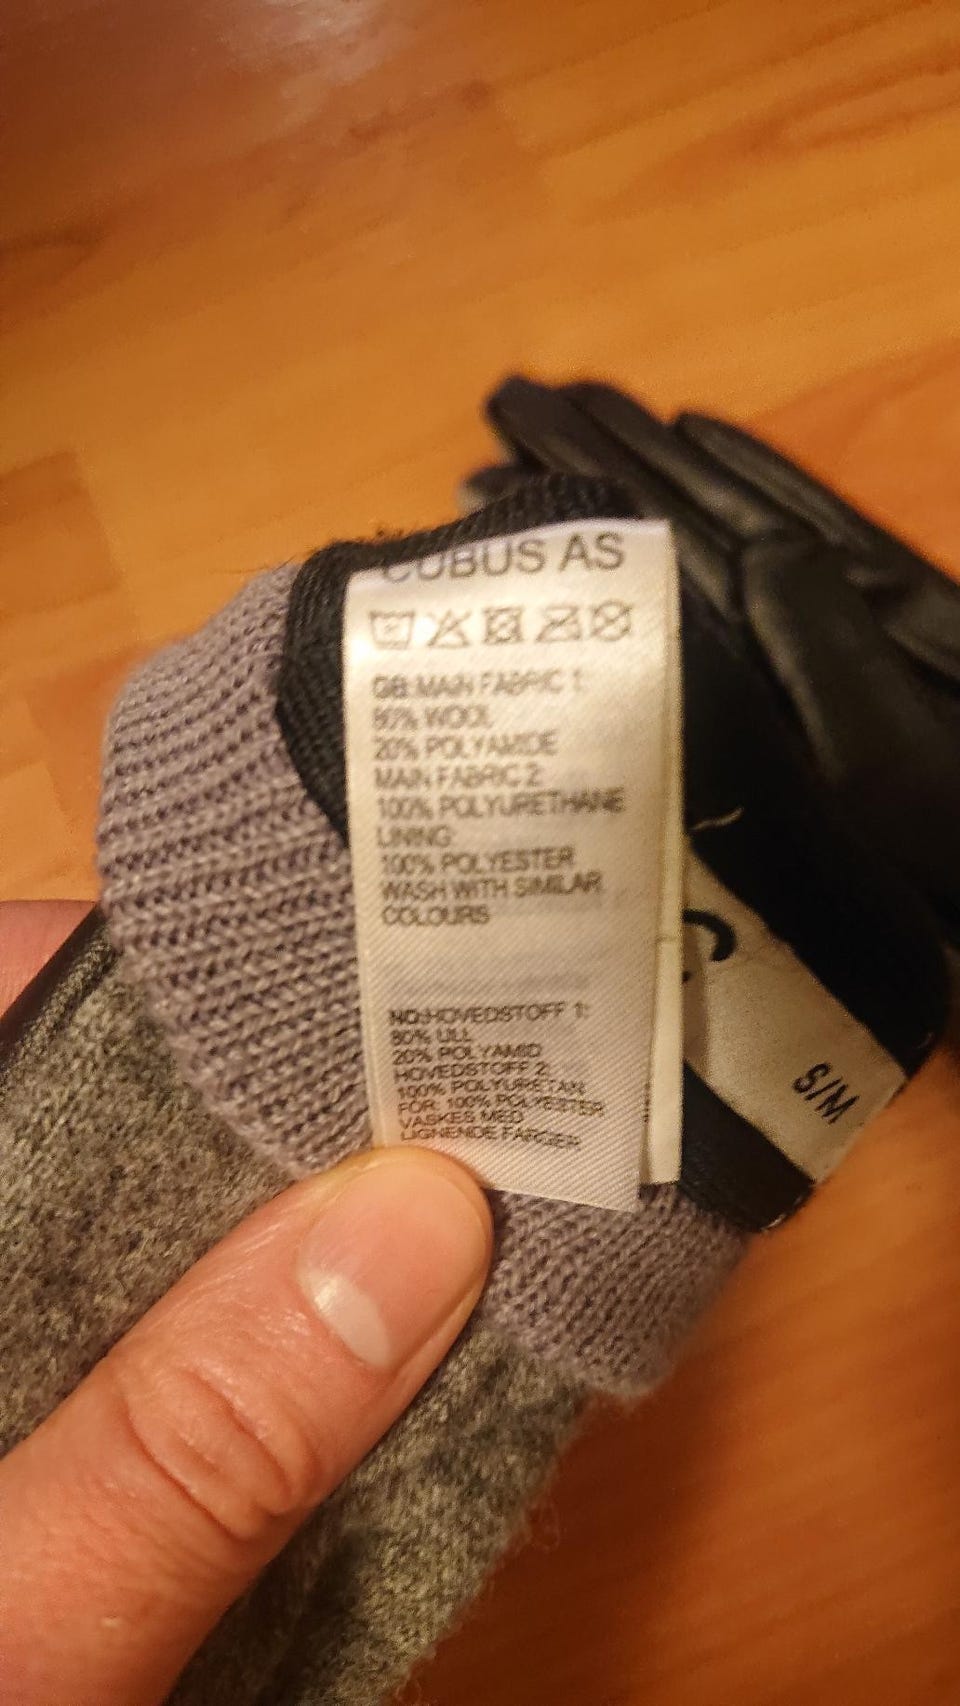 CUBUS AS
GB: MAIN FABRIC 1:
80% WOOL
20% POLYAMIDE
MAIN FABRIC 2:
100% POLYURETHANE
LINING:
100% POLYESTER
WASH WITH SIMILAR
COLOURS
NO: HOVEDSTOFF 1:
80% ULL
20% POLYAMID
HOVEDSTOFF 2:
100% POLYURETAN
FOR: 100% POLYESTER
VASKES MED
LIGNENDE FARGER
S/M